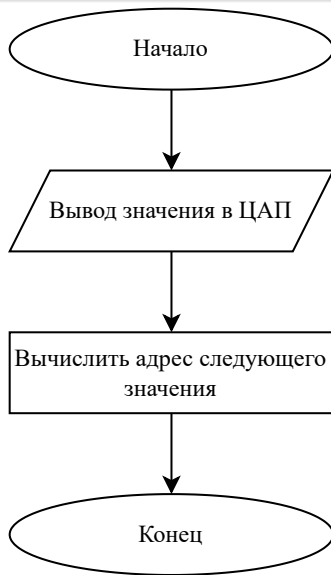 Начало
Вывод значения в ЦАП
Вычислить адрес следующего
значения
Конец